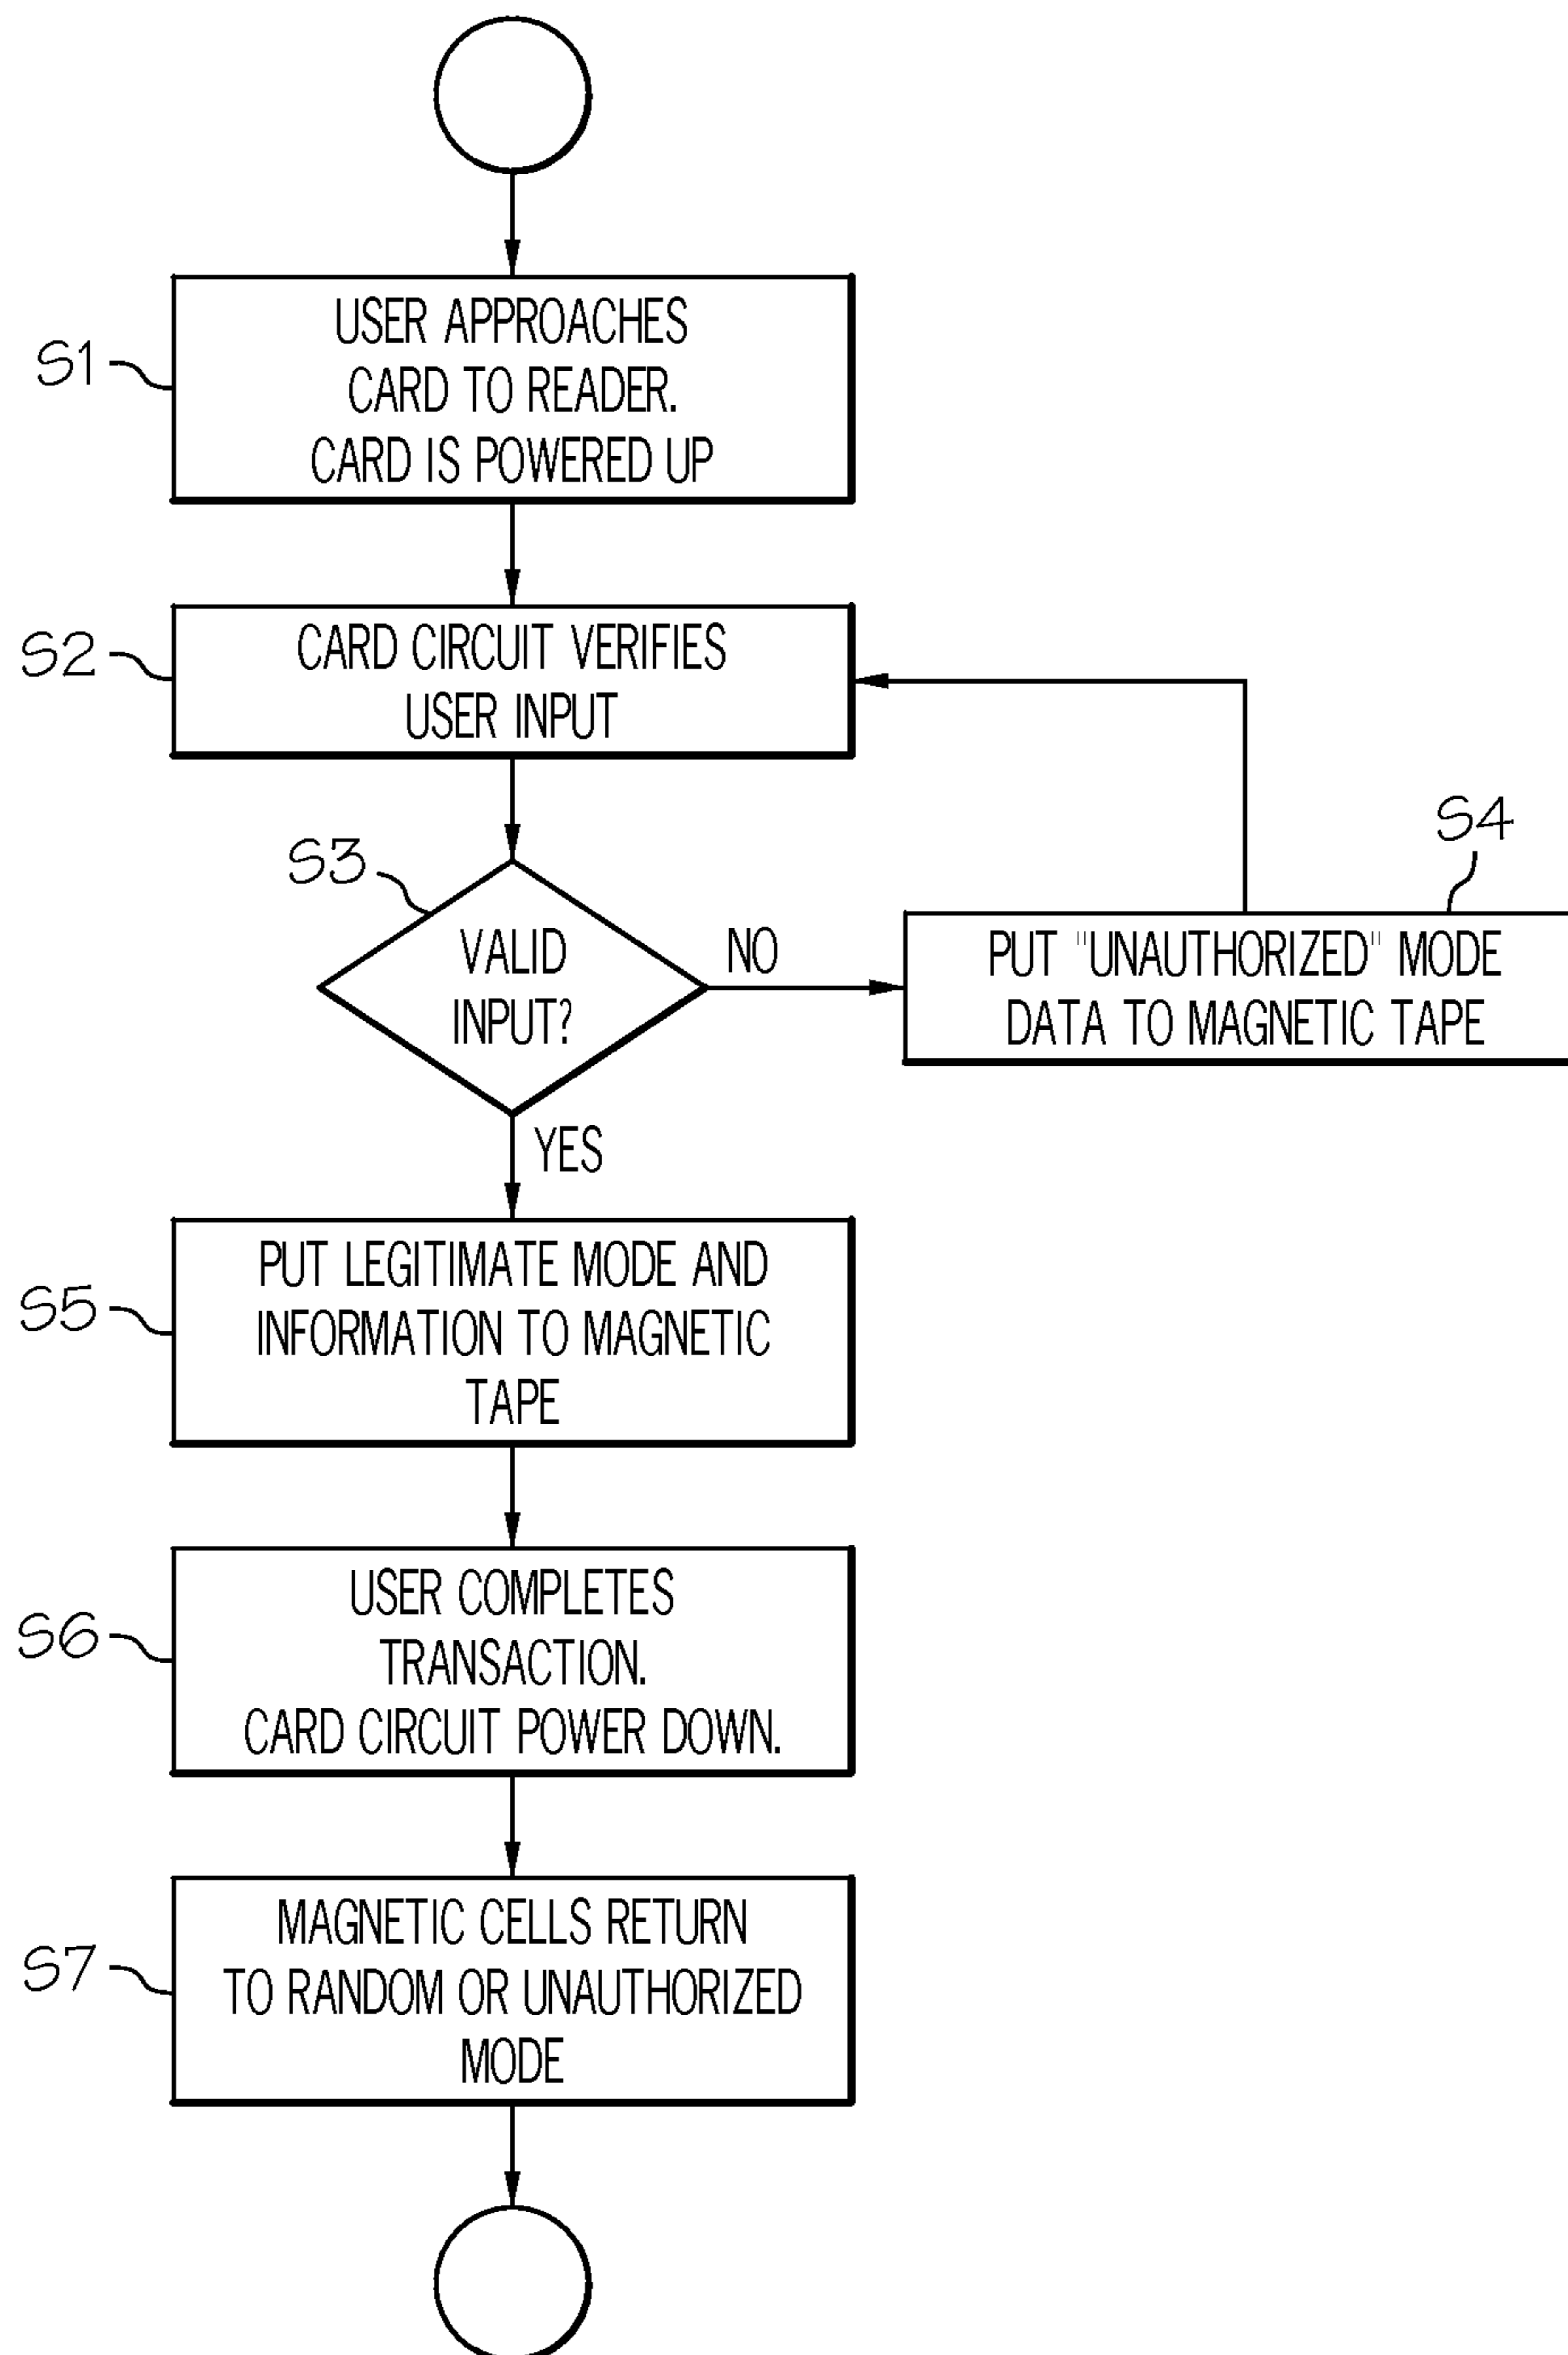 S1
USER APPROACHES
CARD TO READER.
CARD IS POWERED UP
S2
CARD CIRCUIT VERIFIES
USER INPUT
S3
VALID
INPUT?
NO
S4
PUT "UNAUTHORIZED" MODE
DATA TO MAGNETIC TAPE
YES
S5
PUT LEGITIMATE MODE AND
INFORMATION TO MAGNETIC
TAPE
S6
USER COMPLETES
TRANSACTION.
CARD CIRCUIT POWER DOWN.
S7
MAGNETIC CELLS RETURN
TO RANDOM OR UNAUTHORIZED
MODE